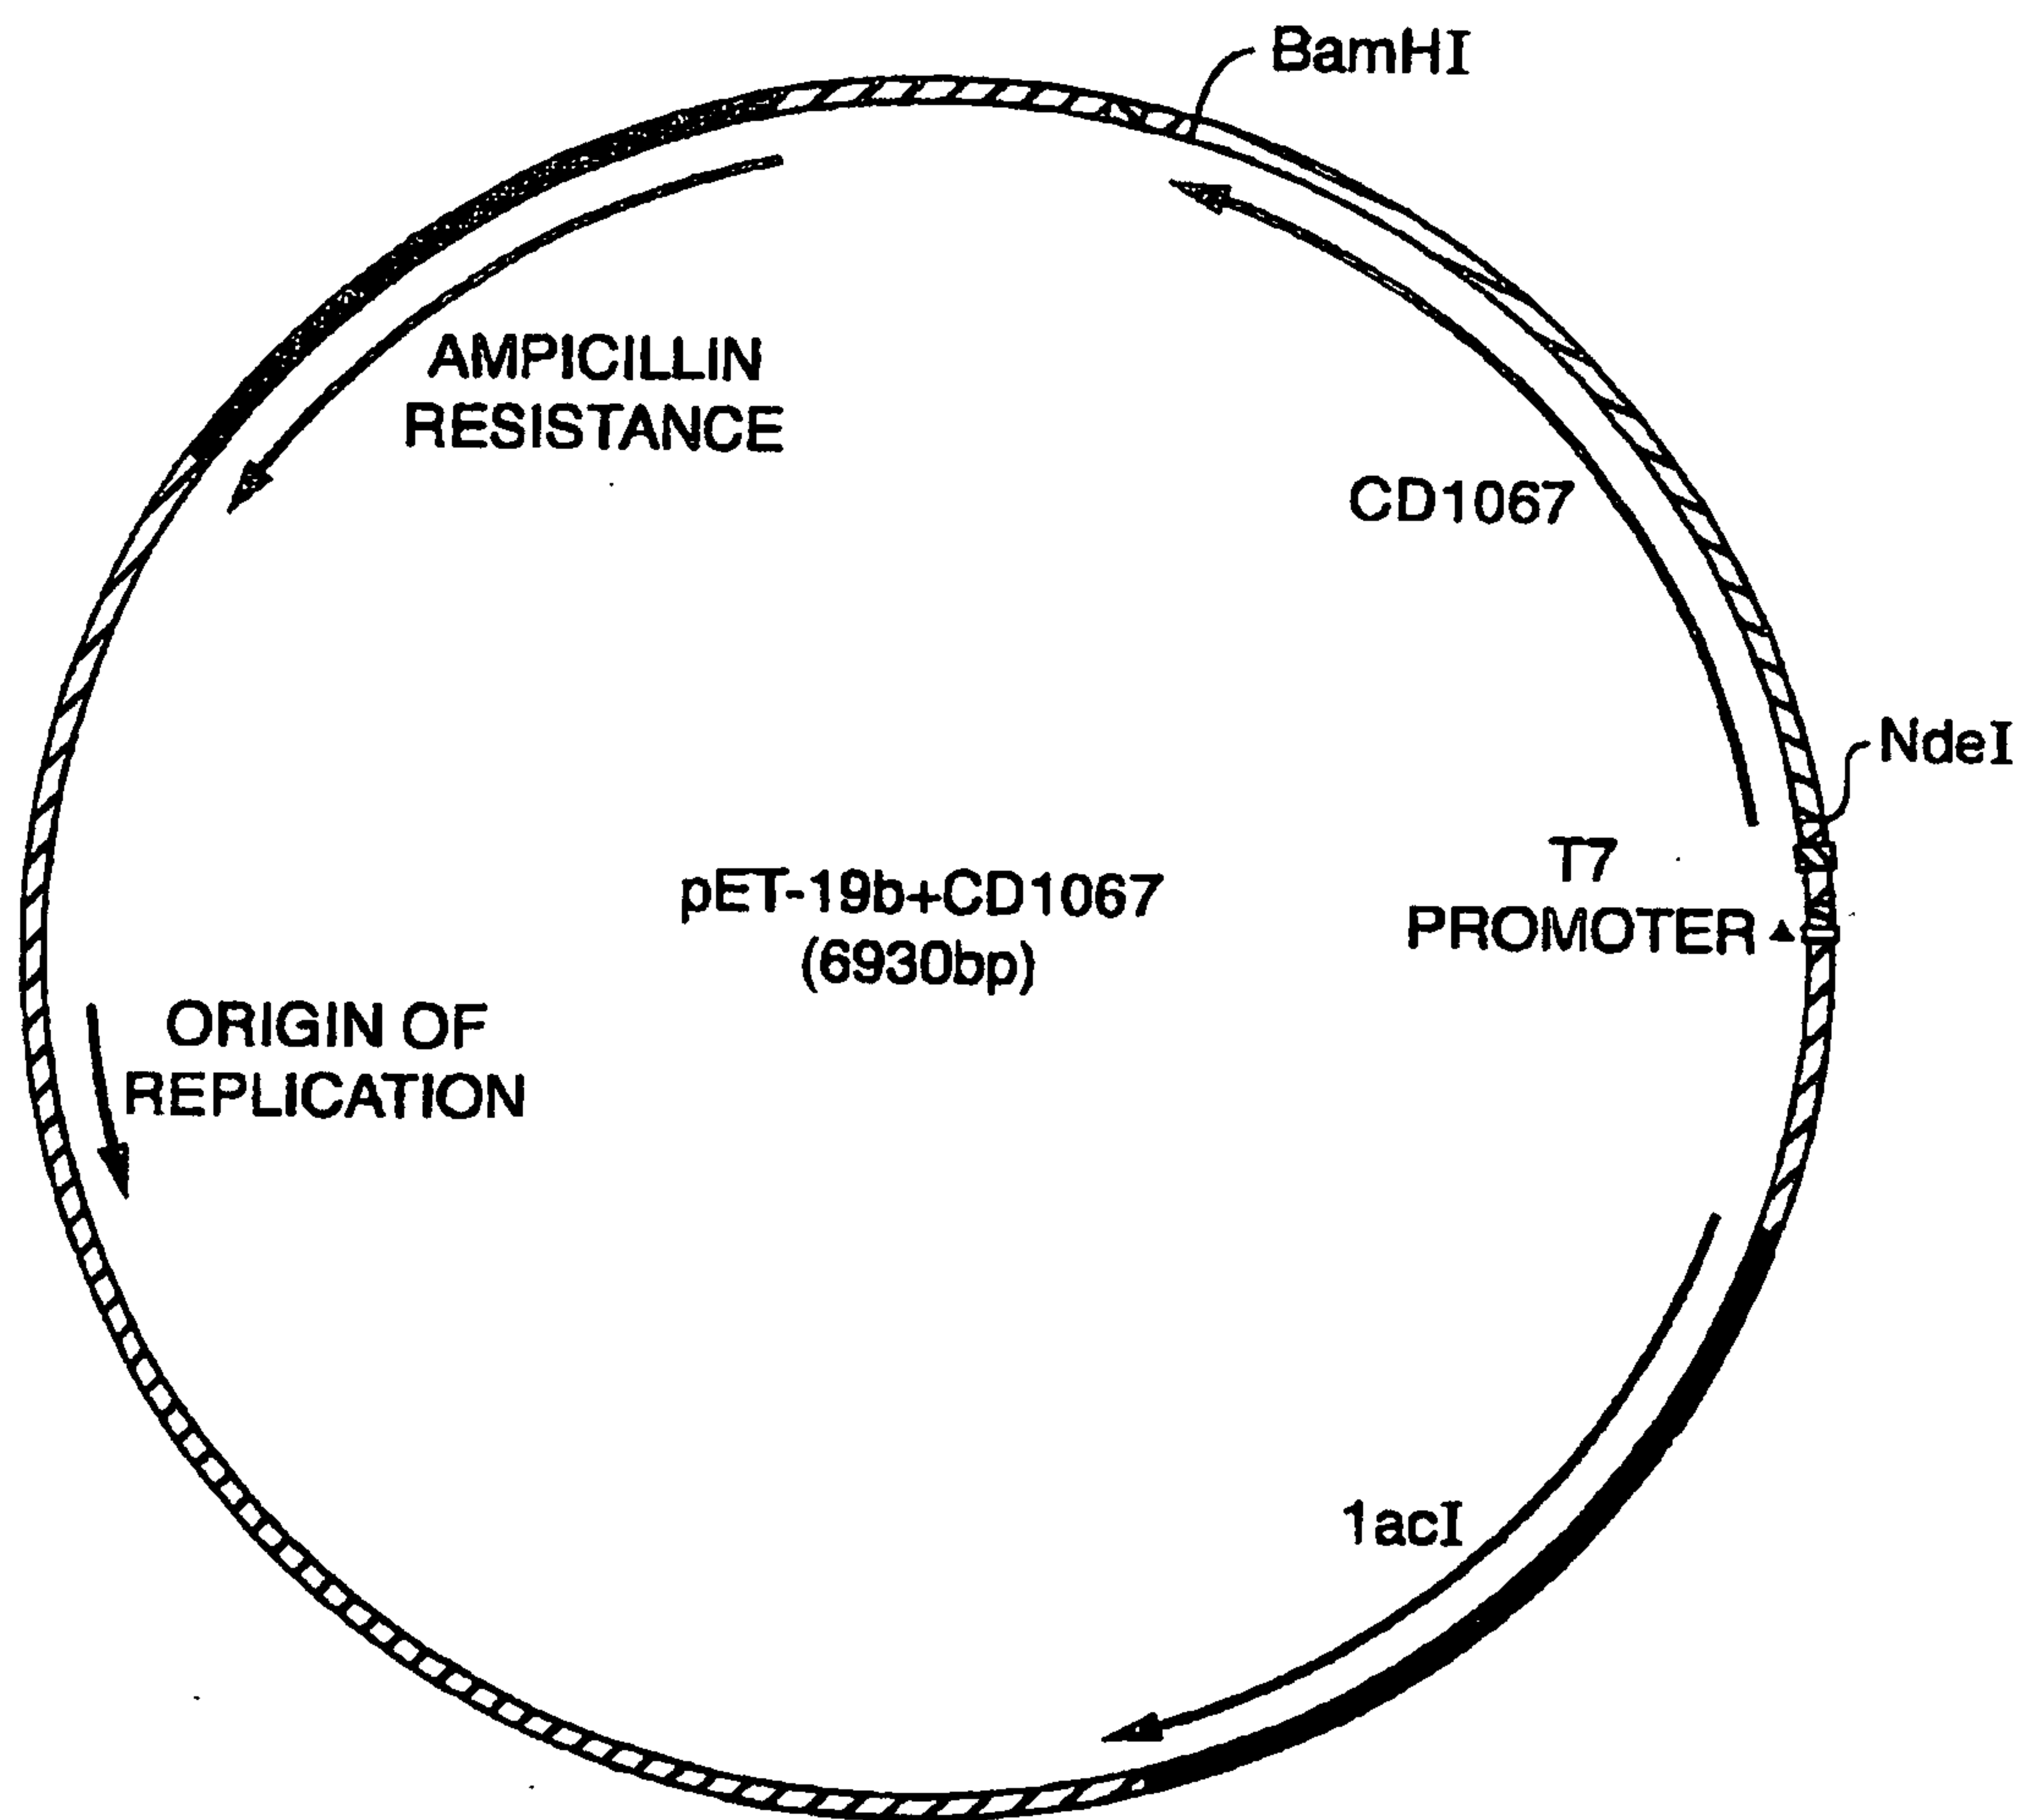 BamHI
AMPICILLIN
RESISTANCE
CD1067
NdeI
T7
PROMOTER
pET-19b+CD1067
(6930bp)
ORIGIN OF
REPLICATION
1acI